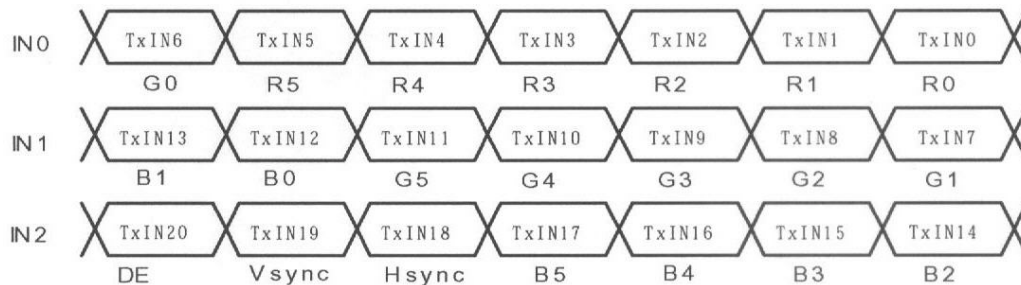 IN0 TxIN6 TxIN5 TxIN4 TxIN3 TxIN2 TxIN1 TxIN0
G0 R5 R4 R3 R2 R1 R0
IN1 TxIN13 TxIN12 TxIN11 TxIN10 TxIN9 TxIN8 TxIN7
B1 B0 G5 G4 G3 G2 G1
IN2 TxIN20 TxIN19 TxIN18 TxIN17 TxIN16 TxIN15 TxIN14
DE Vsync Hsync B5 B4 B3 B2